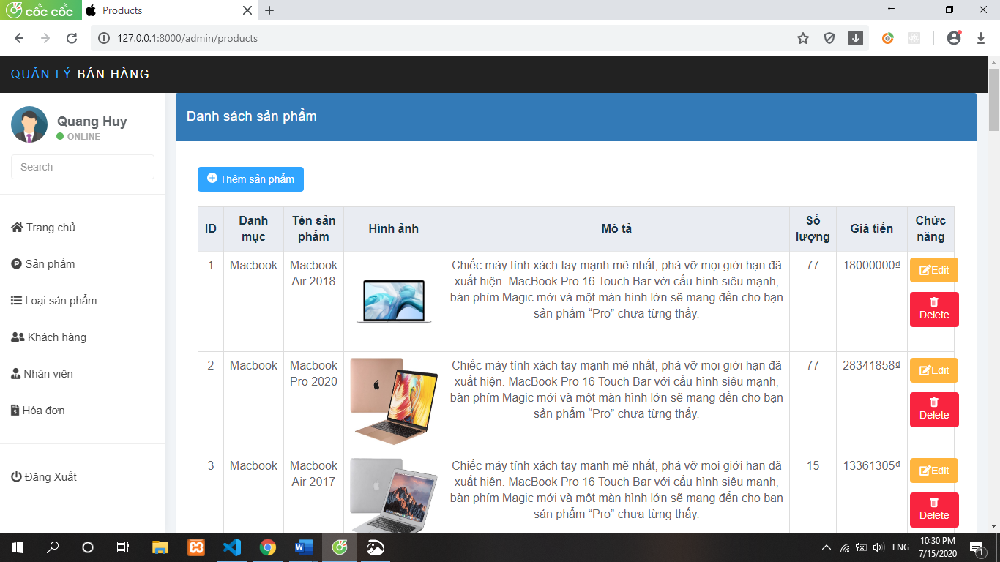 cốc cốc
Products
127.0.0.1:8000/admin/products
QUẢN LÝ BÁN HÀNG
Quang Huy
ONLINE
Search
Trang chủ
Sản phẩm
Loại sản phẩm
Khách hàng
Nhân viên
Hóa đơn
Đăng Xuất
Danh sách sản phẩm
Thêm sản phẩm
ID
Danh
mục
Tên sản
phẩm
Hình ảnh
Mô tả
Số
lượng
Giá tiền
Chức
năng
1
Macbook
Macbook
Air 2018
Chiếc máy tính xách tay mạnh mẽ nhất, phá vỡ mọi giới hạn đã
xuất hiện. MacBook Pro 16 Touch Bar với cấu hình siêu mạnh,
bàn phím Magic mới và một màn hình lớn sẽ mang đến cho bạn
sản phẩm “Pro” chưa từng thấy.
77
18000000₫
Edit
Delete
2
Macbook
Macbook
Pro 2020
Chiếc máy tính xách tay mạnh mẽ nhất, phá vỡ mọi giới hạn đã
xuất hiện. MacBook Pro 16 Touch Bar với cấu hình siêu mạnh,
bàn phím Magic mới và một màn hình lớn sẽ mang đến cho bạn
sản phẩm “Pro” chưa từng thấy.
77
28341858₫
Edit
Delete
3
Macbook
Macbook
Air 2017
Chiếc máy tính xách tay mạnh mẽ nhất, phá vỡ mọi giới hạn đã
xuất hiện. MacBook Pro 16 Touch Bar với cấu hình siêu mạnh,
bàn phím Magic mới và một màn hình lớn sẽ mang đến cho bạn
sản phẩm “Pro” chưa từng thấy.
15
13361305₫
Edit
Delete
ENG
10:30 PM
7/15/2020
1